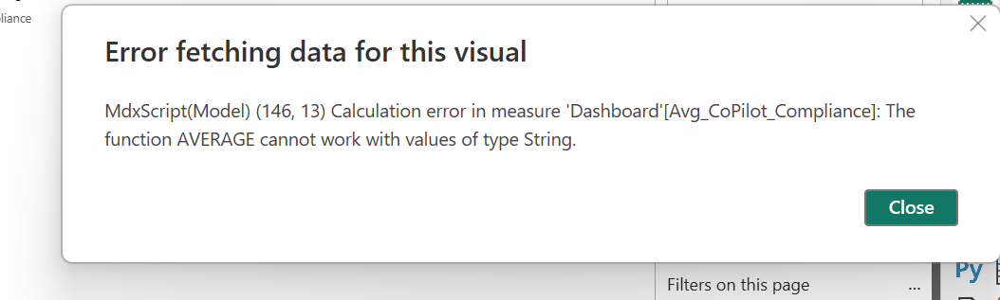 liance
Error fetching data for this visual
MdxScript(Model) (146, 13) Calculation error in measure 'Dashboard'[Avg_CoPilot_Compliance]: The
function AVERAGE cannot work with values of type String.
Close
Py
Filters on this page
...